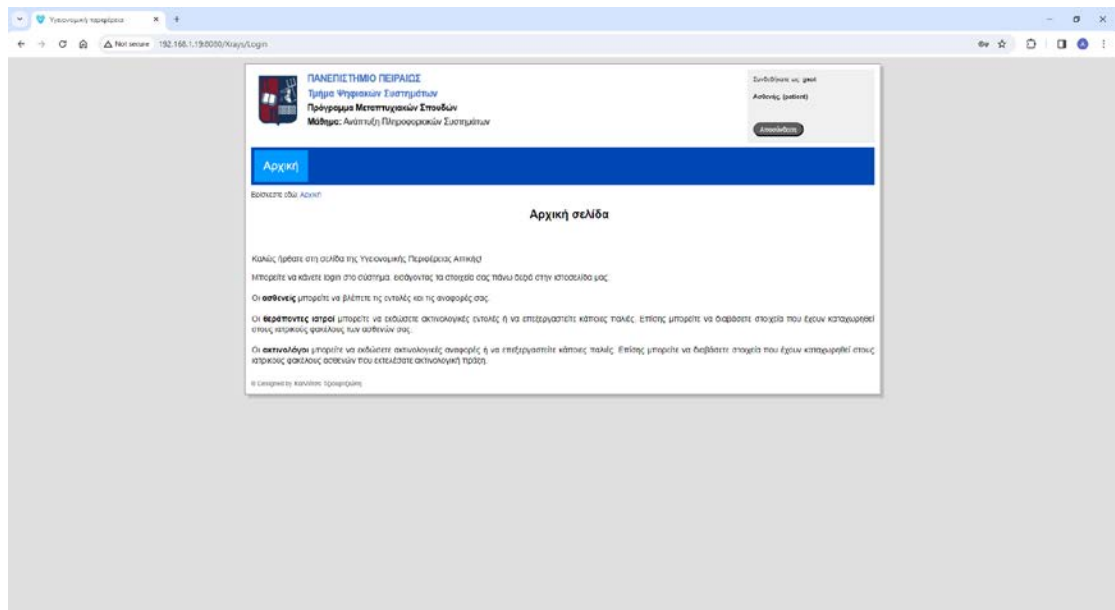 Υγειονομική περιφέρεια
Not secure 192.168.1.19:8080/Xrays/Login
ΠΑΝΕΠΙΣΤΗΜΙΟ ΠΕΙΡΑΙΩΣ
Τμήμα Ψηφιακών Συστημάτων
Πρόγραμμα Μεταπτυχιακών Σπουδών
Μάθημα: Ανάπτυξη Πληροφοριακών Συστημάτων
Συνδεθήκατε ως:
Ασθενής, (patient)
Αποσύνδεση
Αρχική
Βρίσκεστε εδώ: Αρχική
Αρχική σελίδα
Καλώς ήρθατε στη σελίδα της Υγειονομικής Περιφέρειας Αττικής!
Μπορείτε να κάνετε login στο σύστημα, εισάγοντας τα στοιχεία σας πάνω δεξιά στην ιστοσελίδα μας.
Οι ασθενείς μπορείτε να βλέπετε τις εντολές και τις αναφορές σας.
Οι θεράποντες ιατροί μπορείτε να εκδώσετε ακτινολογικές εντολές ή να επεξεργαστείτε κάποιες παλιές. Επίσης μπορείτε να διαβάσετε στοιχεία που έχουν καταχωρηθεί
στους ιατρικούς φακέλους των ασθενών σας.
Οι ακτινολόγοι μπορείτε να εκδώσετε ακτινολογικές αναφορές ή να επεξεργαστείτε κάποιες παλιές. Επίσης μπορείτε να διαβάσετε στοιχεία που έχουν καταχωρηθεί στους
ιατρικούς φακέλους ασθενών που εκτελέσατε ακτινολογική πράξη.
© Designed by